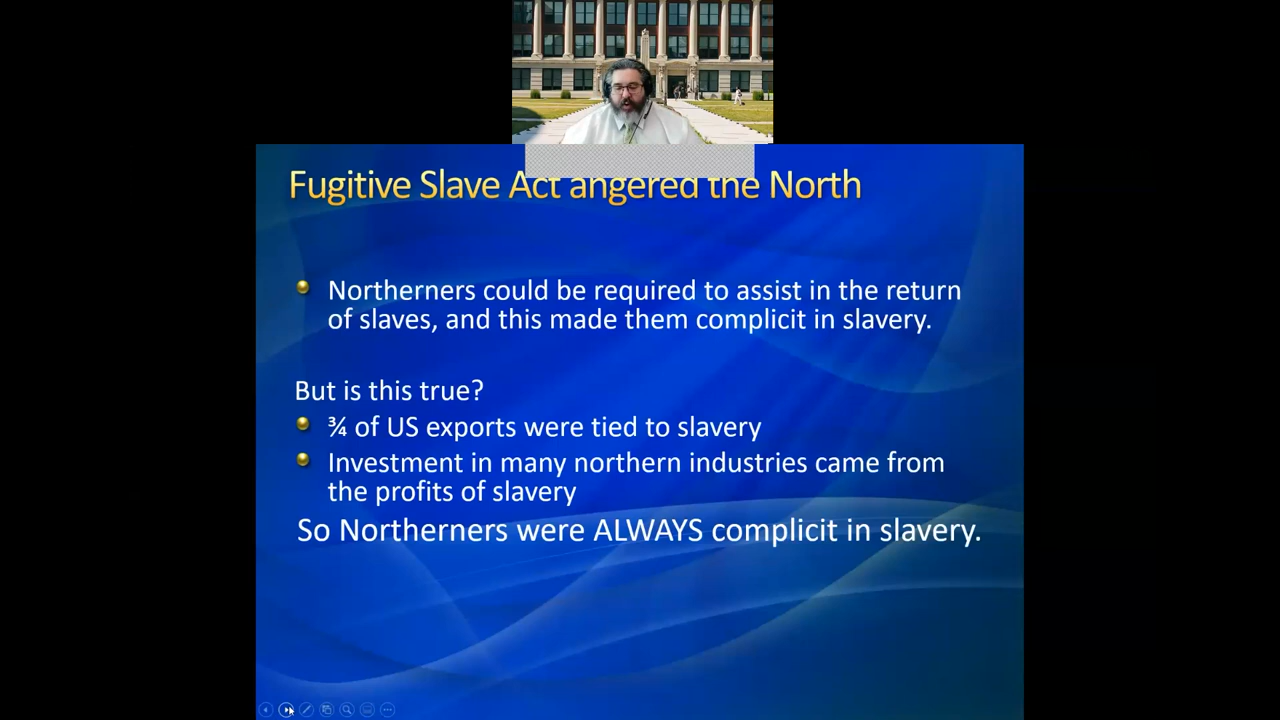 Fugitive Slave Act angered the North
Northerners could be required to assist in the return
of slaves, and this made them complicit in slavery.
But is this true?
¾ of US exports were tied to slavery
Investment in many northern industries came from
the profits of slavery
So Northerners were ALWAYS complicit in slavery.